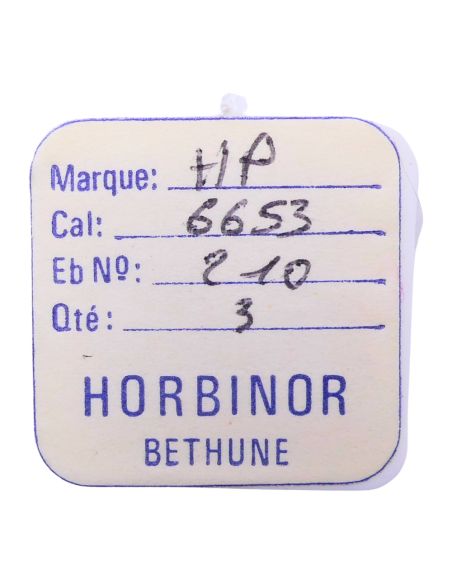 Marque: HP
Cal: 6653
Eb Nº: 210
Qté: 3
HORBINOR
BETHUNE